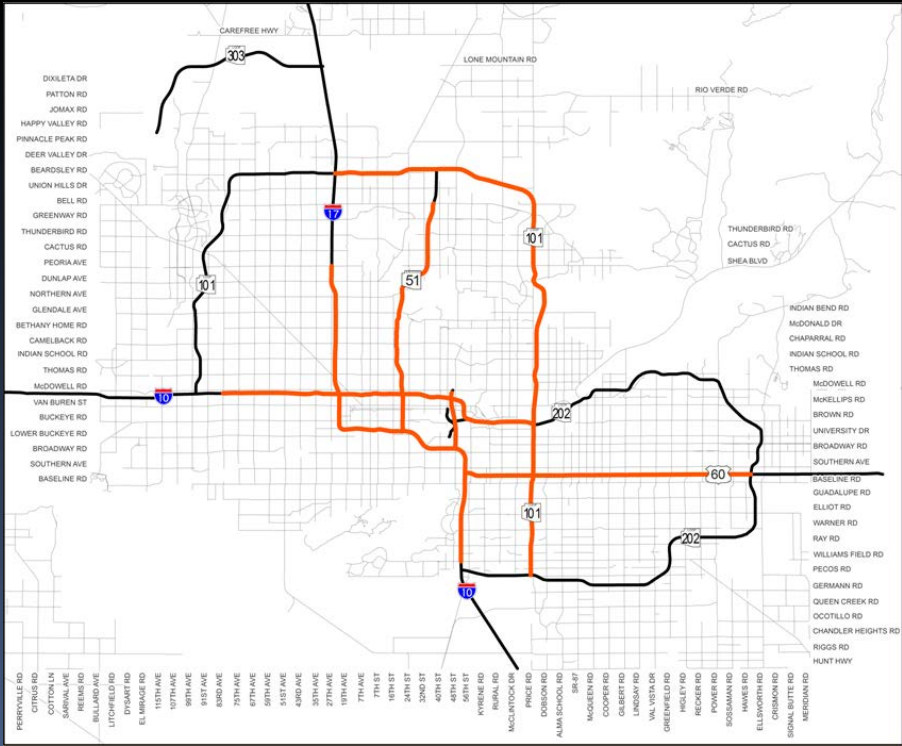 CAREFREE HWY
303
LONE MOUNTAIN RD
RIO VERDE RD
DIXILETA DR
PATTON RD
JOMAX RD
HAPPY VALLEY RD
PINNACLE PEAK RD
DEER VALLEY DR
BEARDSLEY RD
UNION HILLS DR
BELL RD
GREENWAY RD
THUNDERBIRD RD
CACTUS RD
PEORIA AVE
DUNLAP AVE
NORTHERN AVE
GLENDALE AVE
BETHANY HOME RD
CAMELBACK RD
INDIAN SCHOOL RD
THOMAS RD
McDOWELL RD
VAN BUREN ST
BUCKEYE RD
LOWER BUCKEYE RD
BROADWAY RD
SOUTHERN AVE
BASELINE RD
17
101
51
101
10
202
60
101
202
10
THUNDERBIRD RD
CACTUS RD
SHEA BLVD
INDIAN BEND RD
McDONALD DR
CHAPARRAL RD
INDIAN SCHOOL RD
THOMAS RD
McDOWELL RD
McKELLIPS RD
BROWN RD
UNIVERSITY DR
BROADWAY RD
SOUTHERN AVE
BASELINE RD
GUADALUPE RD
ELLIOT RD
WARNER RD
RAY RD
WILLIAMS FIELD RD
PECOS RD
GERMANN RD
QUEEN CREEK RD
OCOTILLO RD
CHANDLER HEIGHTS RD
RIGGS RD
HUNT HWY
PERRYVILLE RD
CITRUS RD
COTTON LN
SARIVAL AVE
REEMS RD
BULLARD AVE
LITCHFIELD RD
DYSART RD
EL MIRAGE RD
115TH AVE
107TH AVE
99TH AVE
91ST AVE
83RD AVE
75TH AVE
67TH AVE
59TH AVE
51ST AVE
43RD AVE
35TH AVE
27TH AVE
19TH AVE
7TH AVE
7TH ST
16TH ST
24TH ST
32ND ST
40TH ST
48TH ST
56TH ST
KYRENE RD
RURAL RD
McCLINTOCK DR
PRICE RD
DOBSON RD
ALMA SCHOOL RD
SR-87
McQUEEN RD
COOPER RD
GILBERT RD
LINDSAY RD
VAL VISTA DR
GREENFIELD RD
HIGLEY RD
RECKER RD
POWER RD
SOSSAMAN RD
HAWES RD
ELLSWORTH RD
CRISMON RD
SIGNAL BUTTE RD
MERIDIAN RD